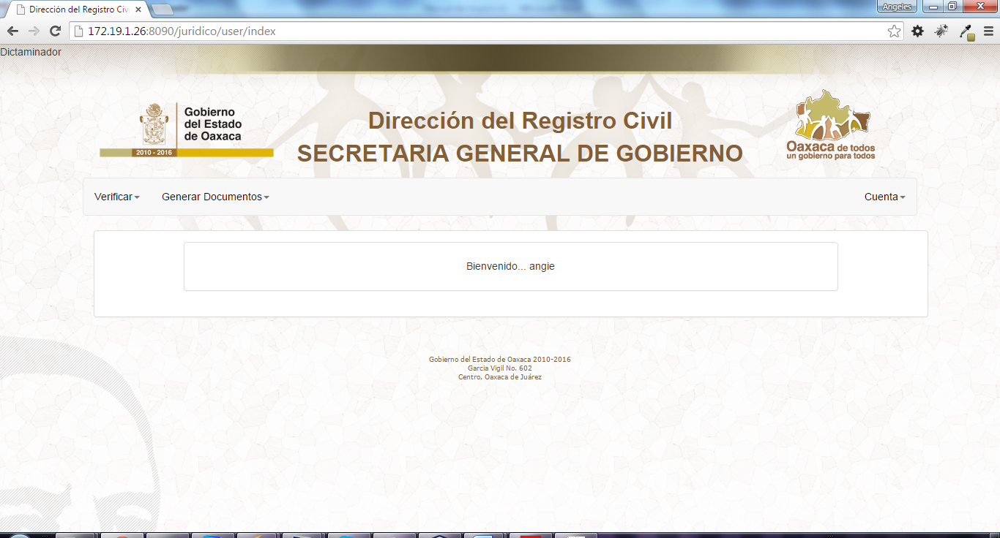 Dirección del Registro Civi
Angeles
172.19.1.26:8090/juridico/user/index
Dictaminador
Gobierno
del Estado
de Oaxaca
2010 - 2016
Dirección del Registro Civil
SECRETARIA GENERAL DE GOBIERNO
Oaxaca de todos
un gobierno para todos
Verificar
Generar Documentos
Cuenta
Bienvenido... angie
Gobierno del Estado de Oaxaca 2010-2016
Garcia Vigil No. 602
Centro, Oaxaca de Juárez